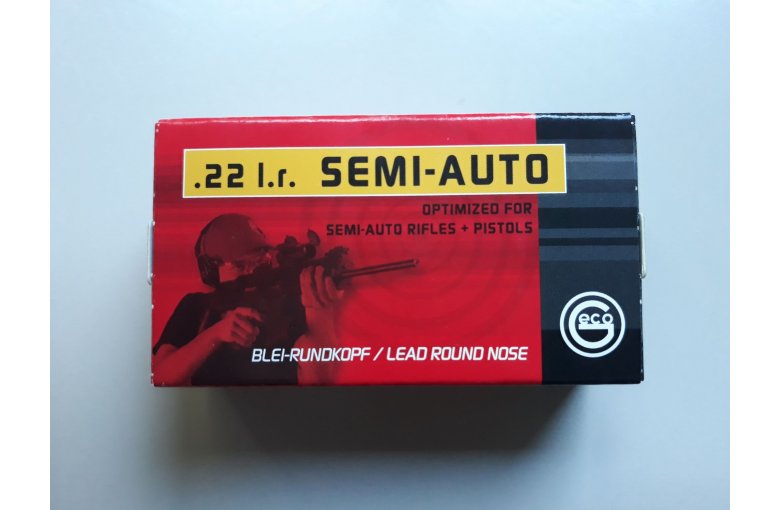 .22 l.r. SEMI-AUTO
OPTIMIZED FOR
SEMI-AUTO RIFLES + PISTOLS
geco
BLEI-RUNDKOPF / LEAD ROUND NOSE